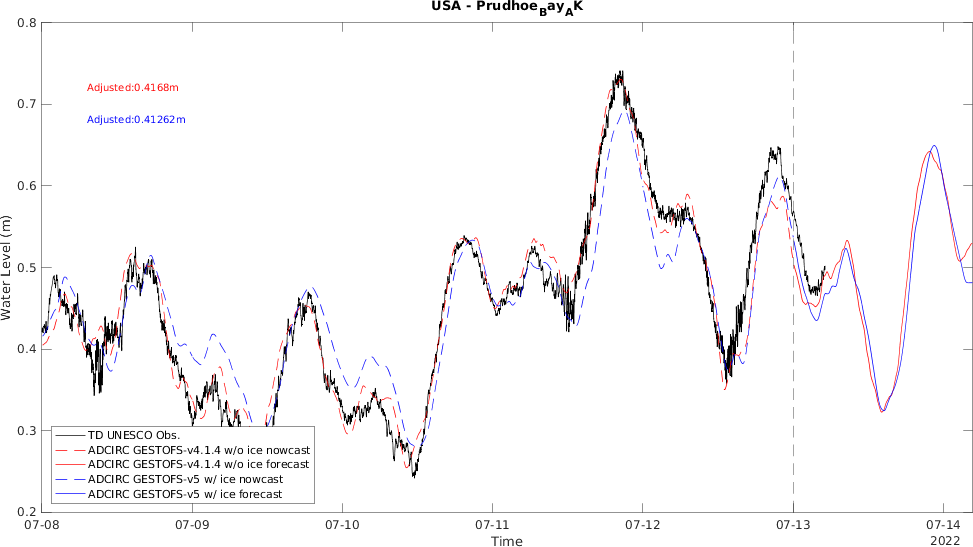 USA - Prudhoe_Bay_AK
Adjusted:0.4168m
Adjusted:0.41262m
Water Level (m)
0.8
0.7
0.6
0.5
0.4
0.3
0.2
TD UNESCO Obs.
ADCIRC GESTOFS-v4.1.4 w/o ice nowcast
ADCIRC GESTOFS-v4.1.4 w/o ice forecast
ADCIRC GESTOFS-v5 w/ ice nowcast
ADCIRC GESTOFS-v5 w/ ice forecast
07-08 07-09 07-10 07-11 07-12 07-13 07-14
2022
Time